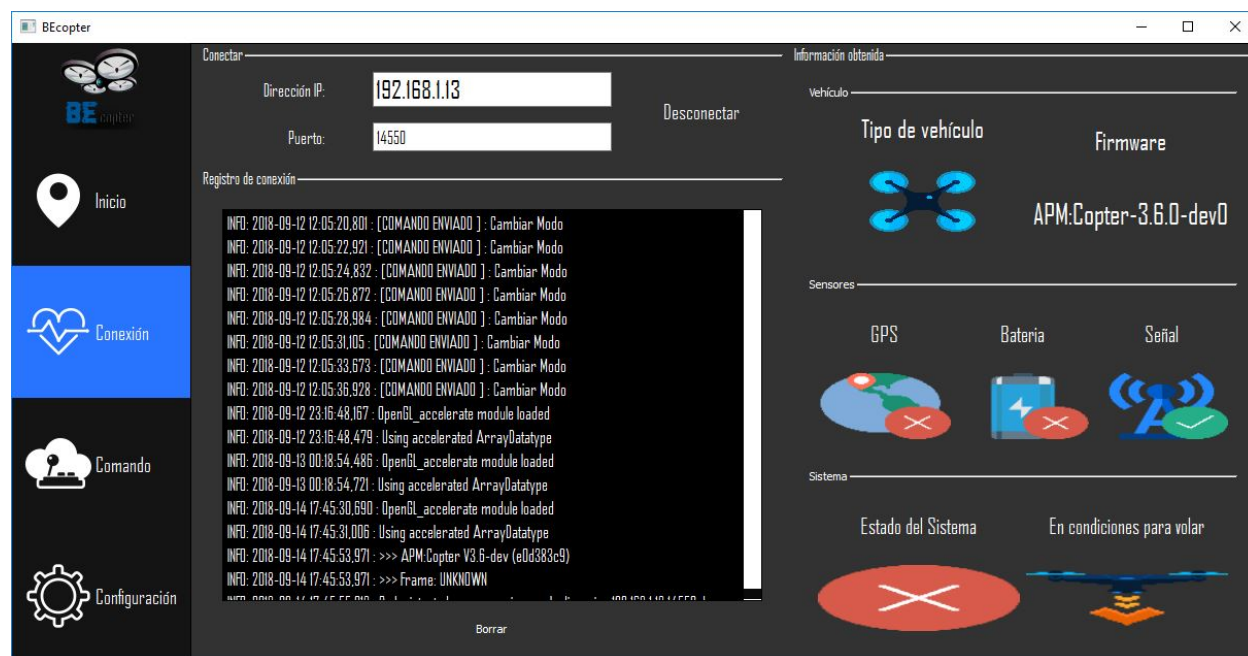 BEcopter
BE copter
Inicio
Conexión
Comando
Configuración
Conectar
Dirección IP:
192.168.1.13
Puerto:
14550
Desconectar
Registro de conexión
INFO: 2018-09-12 12:05:20,801 : [COMANDO ENVIADO ] : Cambiar Modo
INFO: 2018-09-12 12:05:22,921 : [COMANDO ENVIADO ] : Cambiar Modo
INFO: 2018-09-12 12:05:24,832 : [COMANDO ENVIADO ] : Cambiar Modo
INFO: 2018-09-12 12:05:26,872 : [COMANDO ENVIADO ] : Cambiar Modo
INFO: 2018-09-12 12:05:28,984 : [COMANDO ENVIADO ] : Cambiar Modo
INFO: 2018-09-12 12:05:31,105 : [COMANDO ENVIADO ] : Cambiar Modo
INFO: 2018-09-12 12:05:33,673 : [COMANDO ENVIADO ] : Cambiar Modo
INFO: 2018-09-12 12:05:36,928 : [COMANDO ENVIADO ] : Cambiar Modo
INFO: 2018-09-12 23:16:48,167 : OpenGL_accelerate module loaded
INFO: 2018-09-12 23:16:48,479 : Using accelerated ArrayDatatype
INFO: 2018-09-13 00:18:54,486 : OpenGL_accelerate module loaded
INFO: 2018-09-13 00:18:54,721 : Using accelerated ArrayDatatype
INFO: 2018-09-14 17:45:30,690 : OpenGL_accelerate module loaded
INFO: 2018-09-14 17:45:31,006 : Using accelerated ArrayDatatype
INFO: 2018-09-14 17:45:53,971 : >>> APM:Copter V3.6-dev (e0d383c9)
INFO: 2018-09-14 17:45:53,971 : >>> Frame: UNKNOWN
Borrar
Información obtenida
Vehículo
Tipo de vehículo
Firmware
APM:Copter-3.6.0-dev0
Sensores
GPS
Bateria
Señal
Sistema
Estado del Sistema
En condiciones para volar